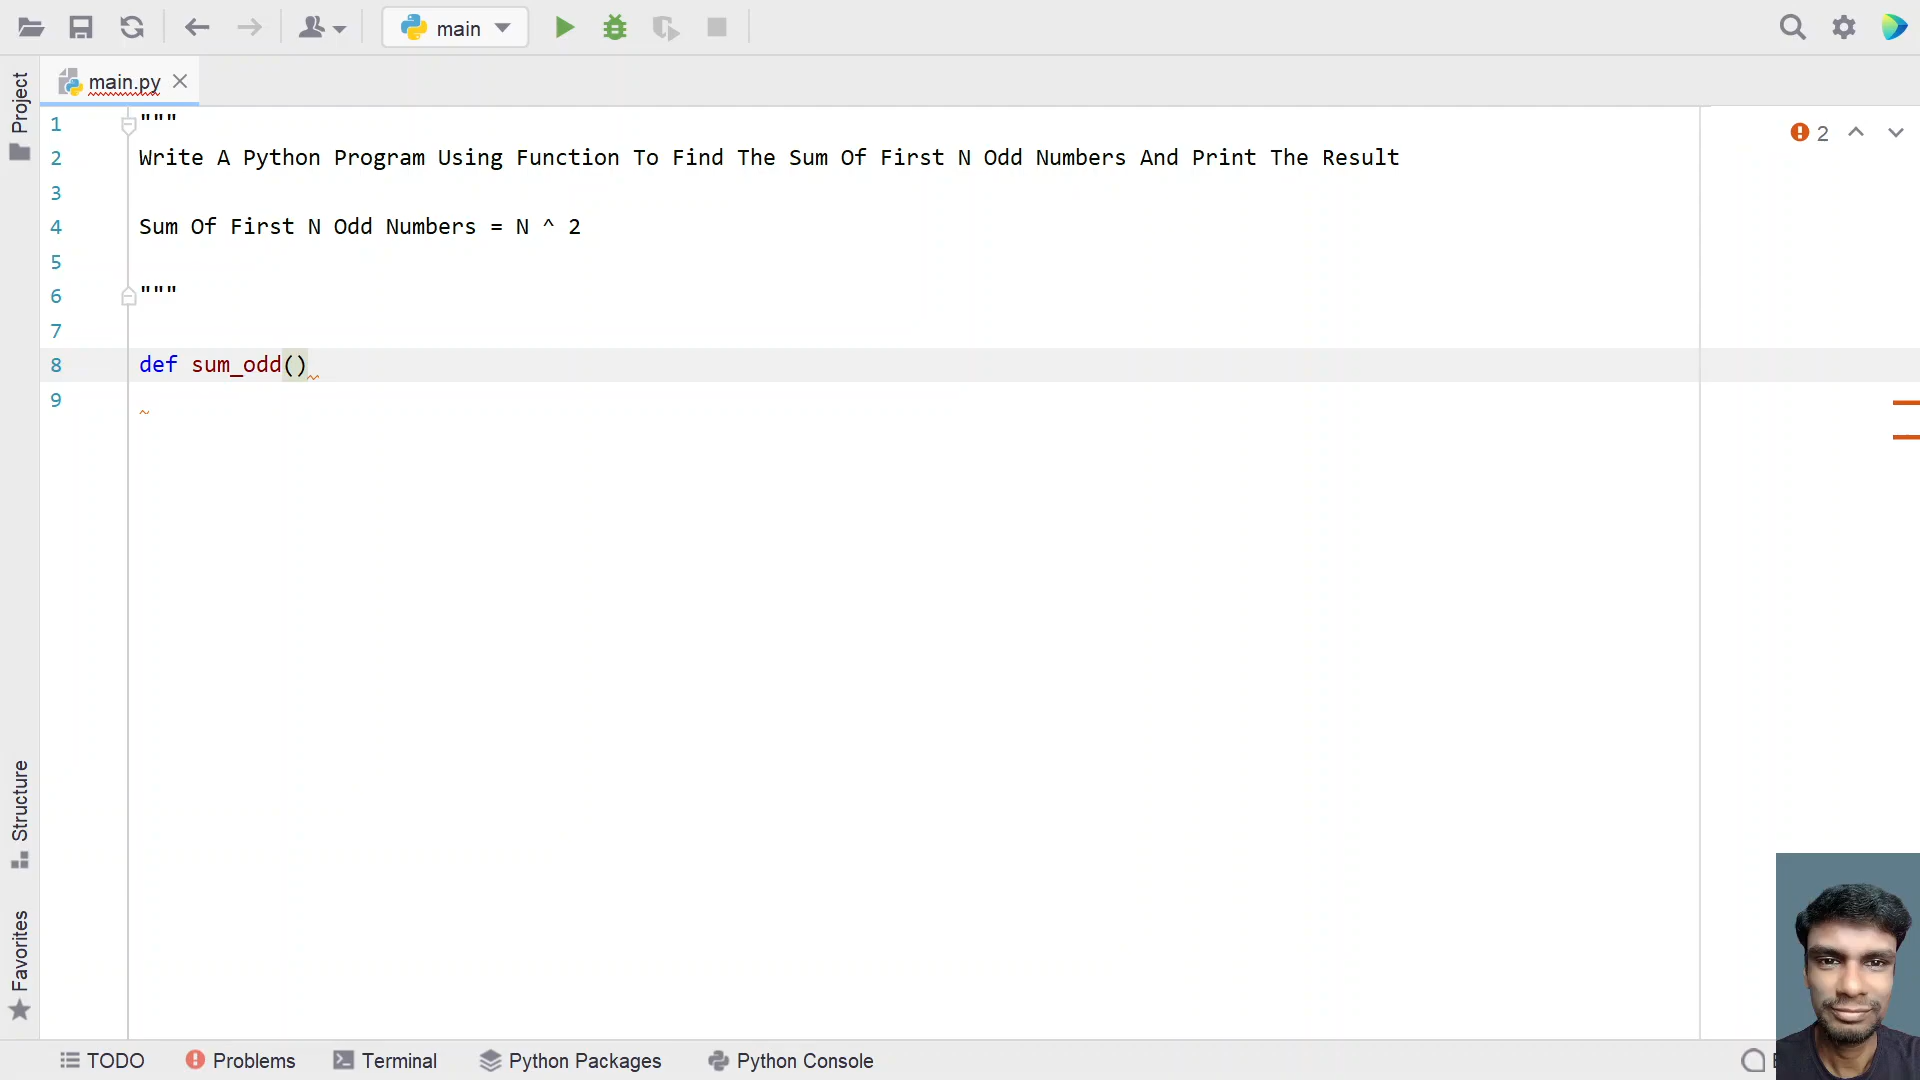 main
main.py
2
Project
1 """
2 Write A Python Program Using Function To Find The Sum Of First N Odd Numbers And Print The Result
3
4 Sum Of First N Odd Numbers = N ^ 2
5
6 """
7
8 def sum_odd()
9
Structure
Favorites
TODO Problems Terminal Python Packages Python Console